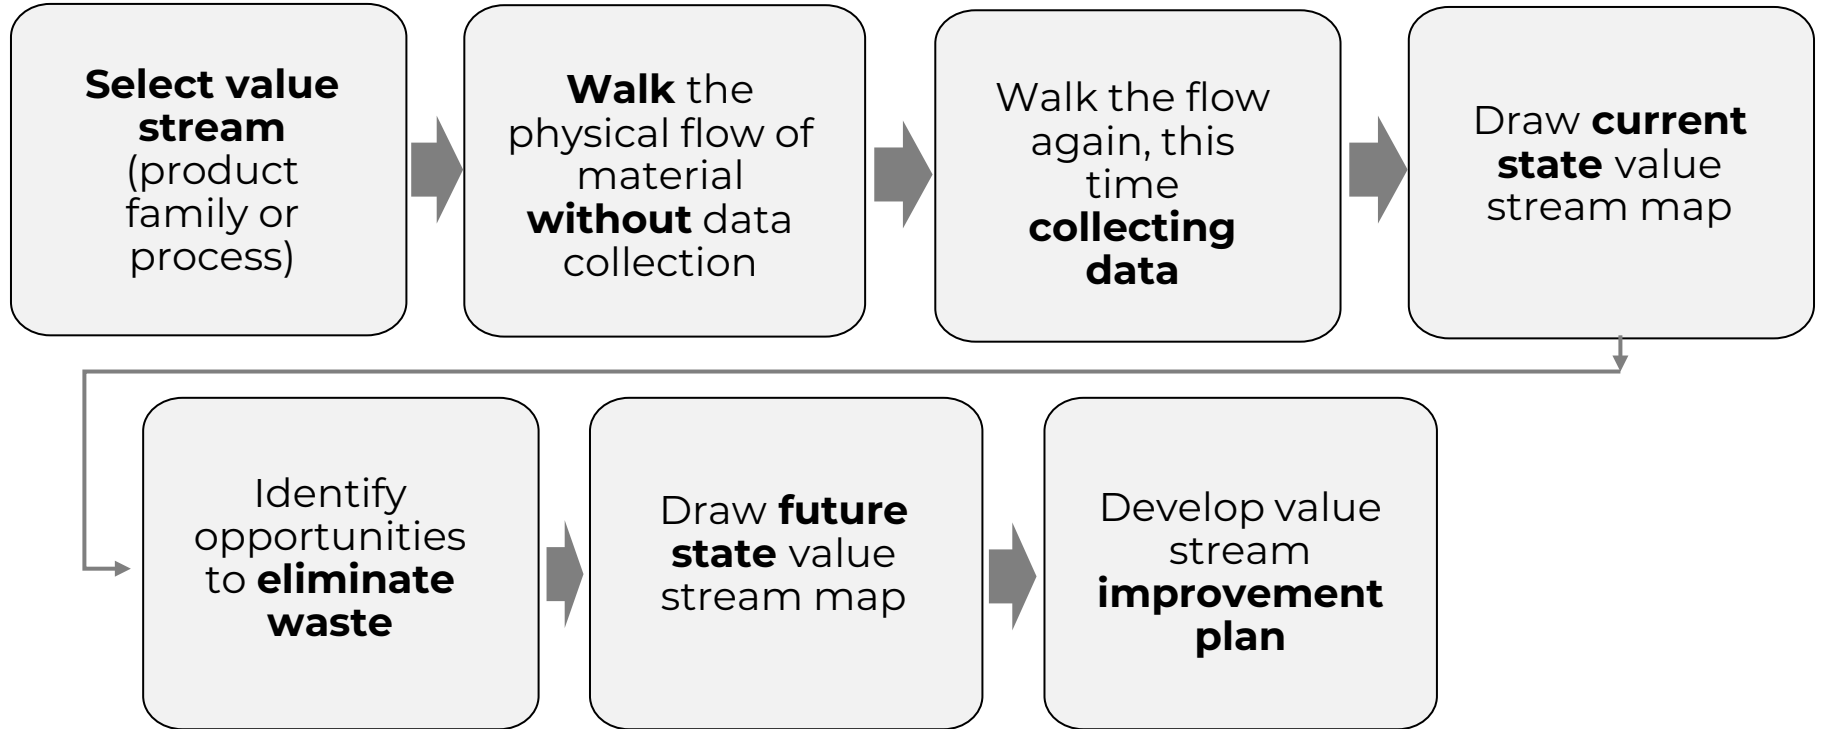 Select value
stream
(product
family or
process)
Walk the
physical flow of
material
without data
collection
Walk the flow
again, this
time
collecting
data
Draw current
state value
stream map
Identify
opportunities
to eliminate
waste
Draw future
state value
stream map
Develop value
stream
improvement
plan